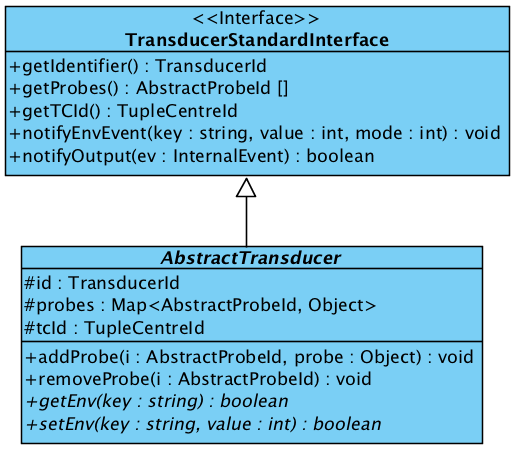 <<Interface>>
TransducerStandardInterface
+getIdentifier() : TransducerId
+getProbes() : AbstractProbeId []
+getTCId() : TupleCentreId
+notifyEnvEvent(key : string, value : int, mode : int) : void
+notifyOutput(ev : InternalEvent) : boolean
AbstractTransducer
#id : TransducerId
#probes : Map<AbstractProbeId, Object>
#tcId : TupleCentreId
+addProbe(i : AbstractProbeId, probe : Object) : void
+removeProbe(i : AbstractProbeId) : void
+getEnv(key : string) : boolean
+setEnv(key : string, value : int) : boolean